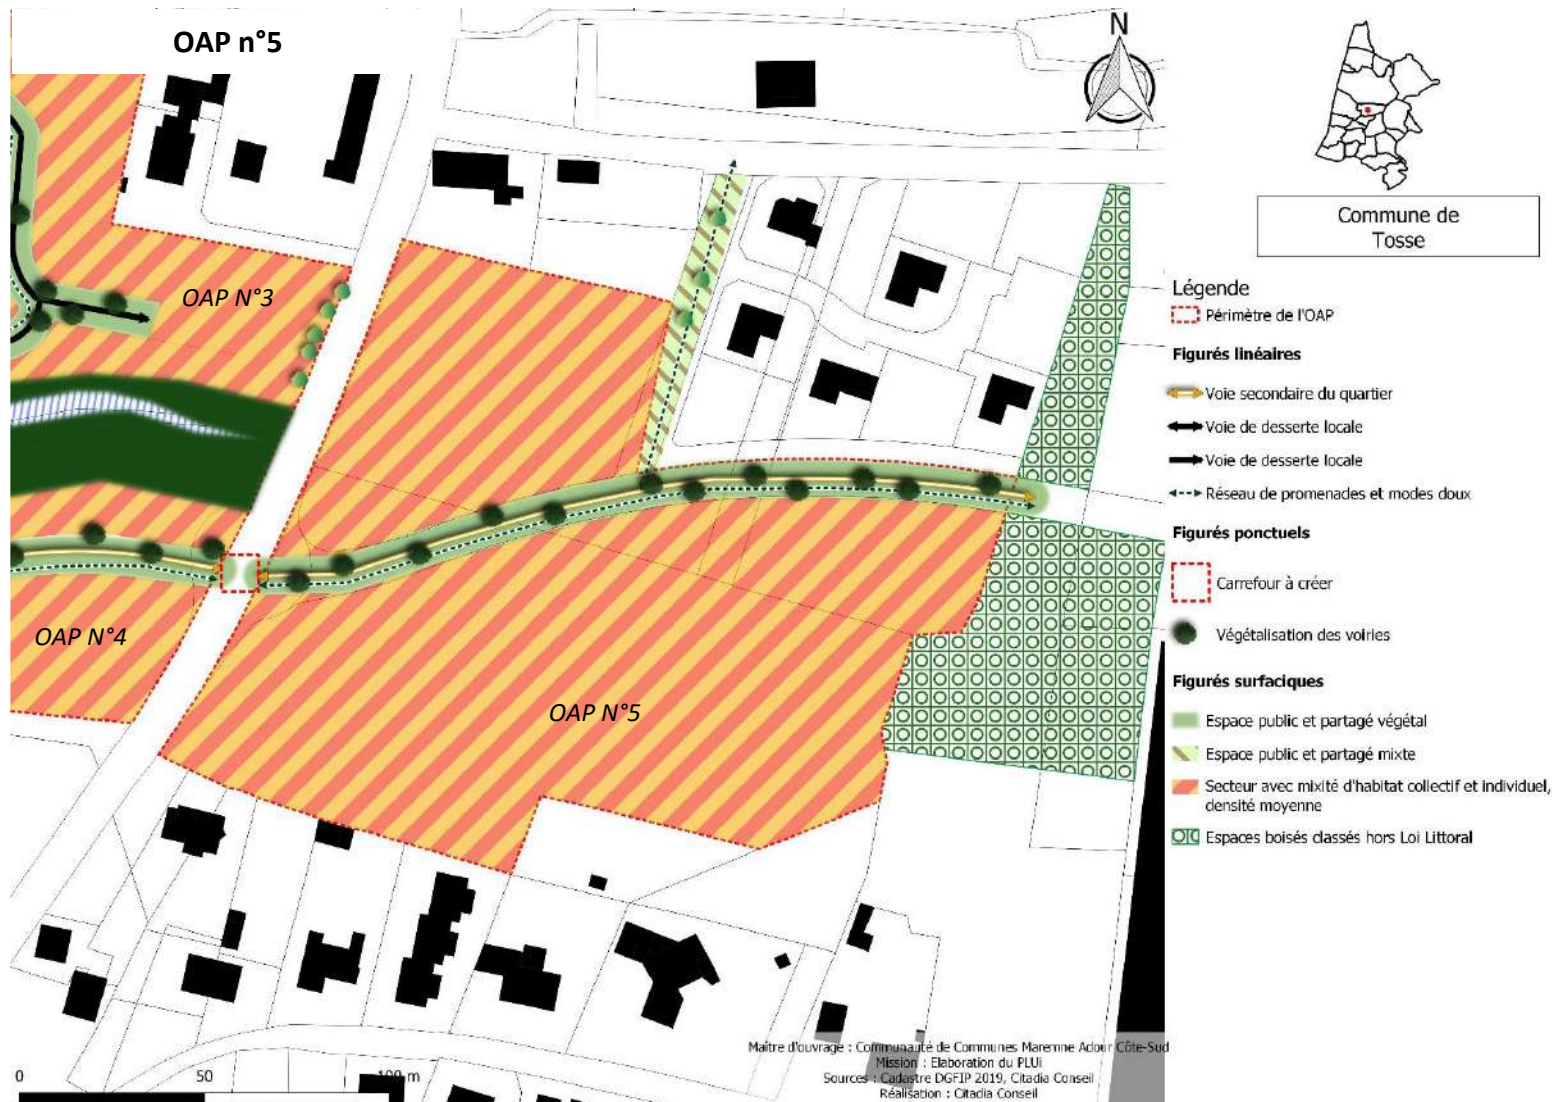 OAP n°5
N
OAP N°3
OAP N°4
OAP N°5
Commune de
Tosse
Légende
Périmètre de l'OAP
Figurés linéaires
Voie secondaire du quartier
Voie de desserte locale
Voie de desserte locale
Réseau de promenades et modes doux
Figurés ponctuels
Carrefour à créer
Végétalisation des voiries
Figurés surfaciques
Espace public et partagé végétal
Espace public et partagé mixte
Secteur avec mixité d'habitat collectif et individuel,
densité moyenne
Espaces boisés classés hors Loi Littoral
Maître d'ouvrage : Communauté de Communes Maremne Adour Côte-Sud
Mission : Elaboration du PLUi
Sources : Cadastre DGFIP 2019, Citadia Conseil
Réalisation : Citadia Conseil
0 50 100 m